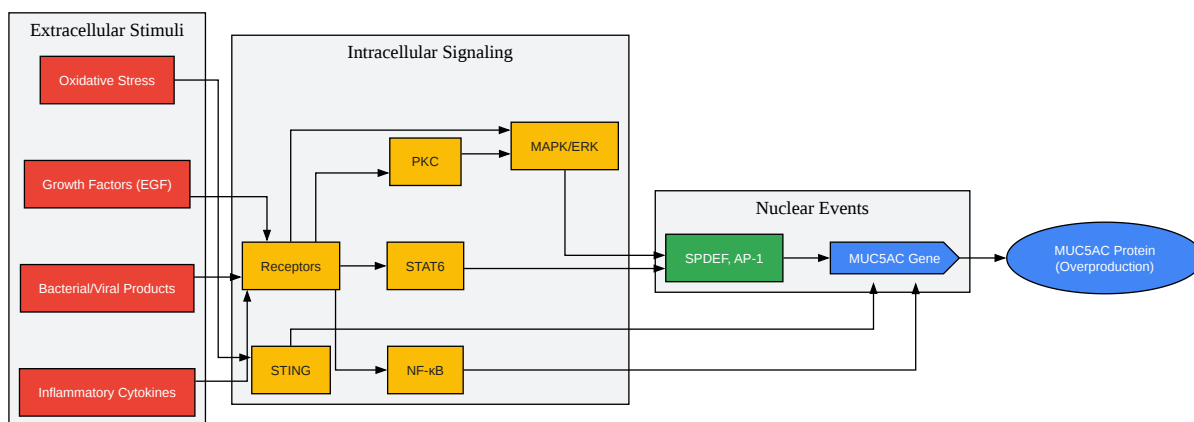 Extracellular Stimuli
Oxidative Stress
Growth Factors (EGF)
Bacterial/Viral Products
Inflammatory Cytokines
Intracellular Signaling
MAPK/ERK
PKC
Receptors
STAT6
STING
NF-κB
Nuclear Events
SPDEF, AP-1
MUC5AC Gene
MUC5AC Protein
(Overproduction)